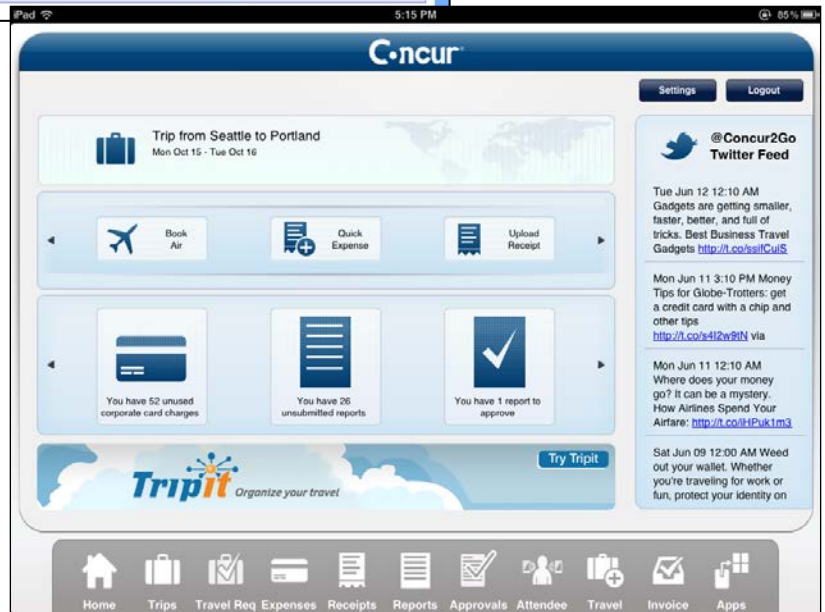 iPad
5:15 PM
85%
C•ncur
Settings
Logout
Trip from Seattle to Portland
Mon Oct 15 - Tue Oct 16
Book
Air
Quick
Expense
Upload
Receipt
You have 52 unused
corporate card charges
You have 26
unsubmitted reports
You have 1 report to
approve
Tripit Organize your travel
Try Tripit
@Concur2Go
Twitter Feed
Tue Jun 12 12:10 AM
Gadgets are getting smaller,
faster, better, and full of
tricks. Best Business Travel
Gadgets http://t.co/ssifCuiS
Mon Jun 11 3:10 PM Money
Tips for Globe-Trotters: get
a credit card with a chip and
other tips
http://t.co/s4I2w9tN via
Mon Jun 11 12:10 AM
Where does your money
go? It can be a mystery.
How Airlines Spend Your
Airfare: http://t.co/iHPuk1m3
Sat Jun 09 12:00 AM Weed
out your wallet. Whether
you're traveling for work or
fun, protect your identity on
Home
Trips
Travel Req
Expenses
Receipts
Reports
Approvals
Attendee
Travel
Invoice
Apps